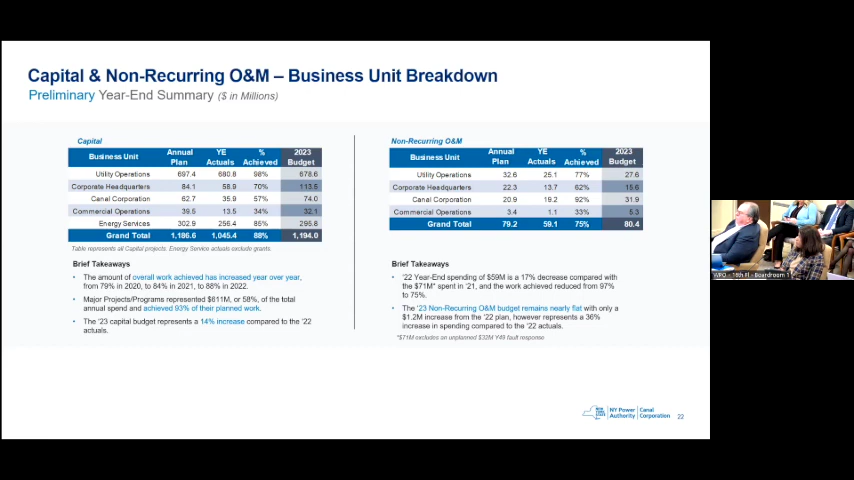 Capital & Non-Recurring O&M – Business Unit Breakdown
Preliminary Year-End Summary ($ in Millions)
Capital
Business Unit Annual Plan YE Actuals % Achieved 2023 Budget
Utility Operations 697.4 680.8 98% 678.6
Corporate Headquarters 84.1 58.9 70% 113.5
Canal Corporation 62.7 35.9 57% 74.0
Commercial Operations 39.5 13.5 34% 32.1
Energy Services 302.9 256.4 85% 295.8
Grand Total 1,186.6 1,045.4 88% 1,194.0
Table represents all Capital projects. Energy Service actuals exclude grants.
Brief Takeaways
• The amount of overall work achieved has increased year over year,
from 79% in 2020, to 84% in 2021, to 88% in 2022.
• Major Projects/Programs represented $611M, or 58%, of the total
annual spend and achieved 93% of their planned work.
• The '23 capital budget represents a 14% increase compared to the '22
actuals.
Non-Recurring O&M
Business Unit Annual Plan YE Actuals % Achieved 2023 Budget
Utility Operations 32.6 25.1 77% 27.6
Corporate Headquarters 22.3 13.7 62% 15.6
Canal Corporation 20.9 19.2 92% 31.9
Commercial Operations 3.4 1.1 33% 5.3
Grand Total 79.2 59.1 75% 80.4
Brief Takeaways
• '22 Year-End spending of $59M is a 17% decrease compared with
the $71M* spent in '21, and the work achieved reduced from 97%
to 75%.
• The '23 Non-Recurring O&M budget remains nearly flat with only a
$1.2M increase from the '22 plan, however represents a 36%
increase in spending compared to the '22 actuals.
*$71M excludes an unplanned $32M Y49 fault response
NEW YORK STATE
NY Power Authority
Canal Corporation
22
WPO - 16th Fl - Boardroom 1